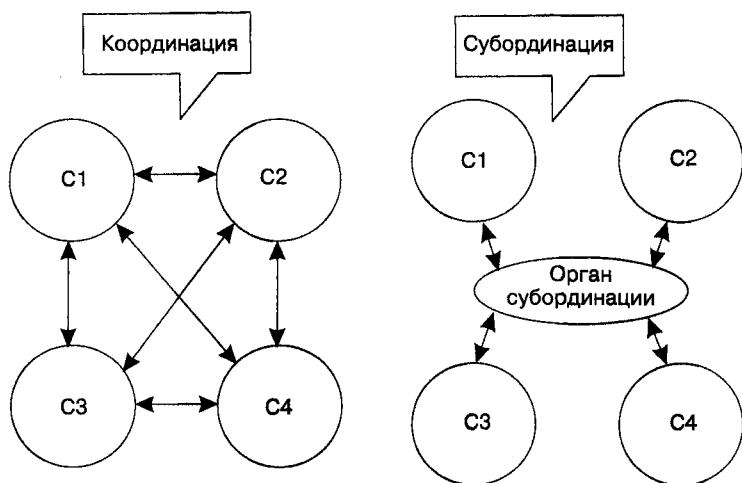 Координация
С1
С2
С3
С4
Субординация
С1
С2
Орган
субординации
С3
С4